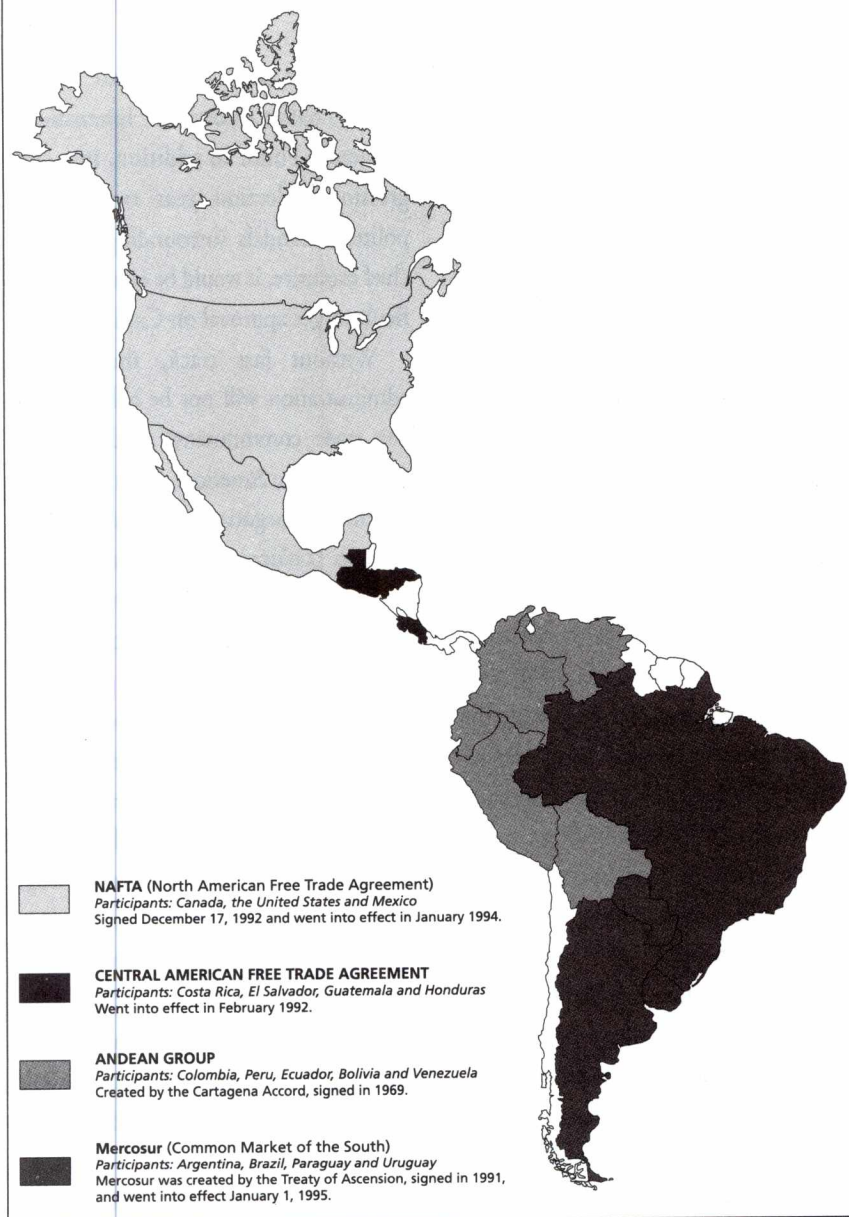 NAFTA (North American Free Trade Agreement)
Participants: Canada, the United States and Mexico
Signed December 17, 1992 and went into effect in January 1994.
CENTRAL AMERICAN FREE TRADE AGREEMENT
Participants: Costa Rica, El Salvador, Guatemala and Honduras
Went into effect in February 1992.
ANDEAN GROUP
Participants: Colombia, Peru, Ecuador, Bolivia and Venezuela
Created by the Cartagena Accord, signed in 1969.
Mercosur (Common Market of the South)
Participants: Argentina, Brazil, Paraguay and Uruguay
Mercosur was created by the Treaty of Ascension, signed in 1991,
and went into effect January 1, 1995.